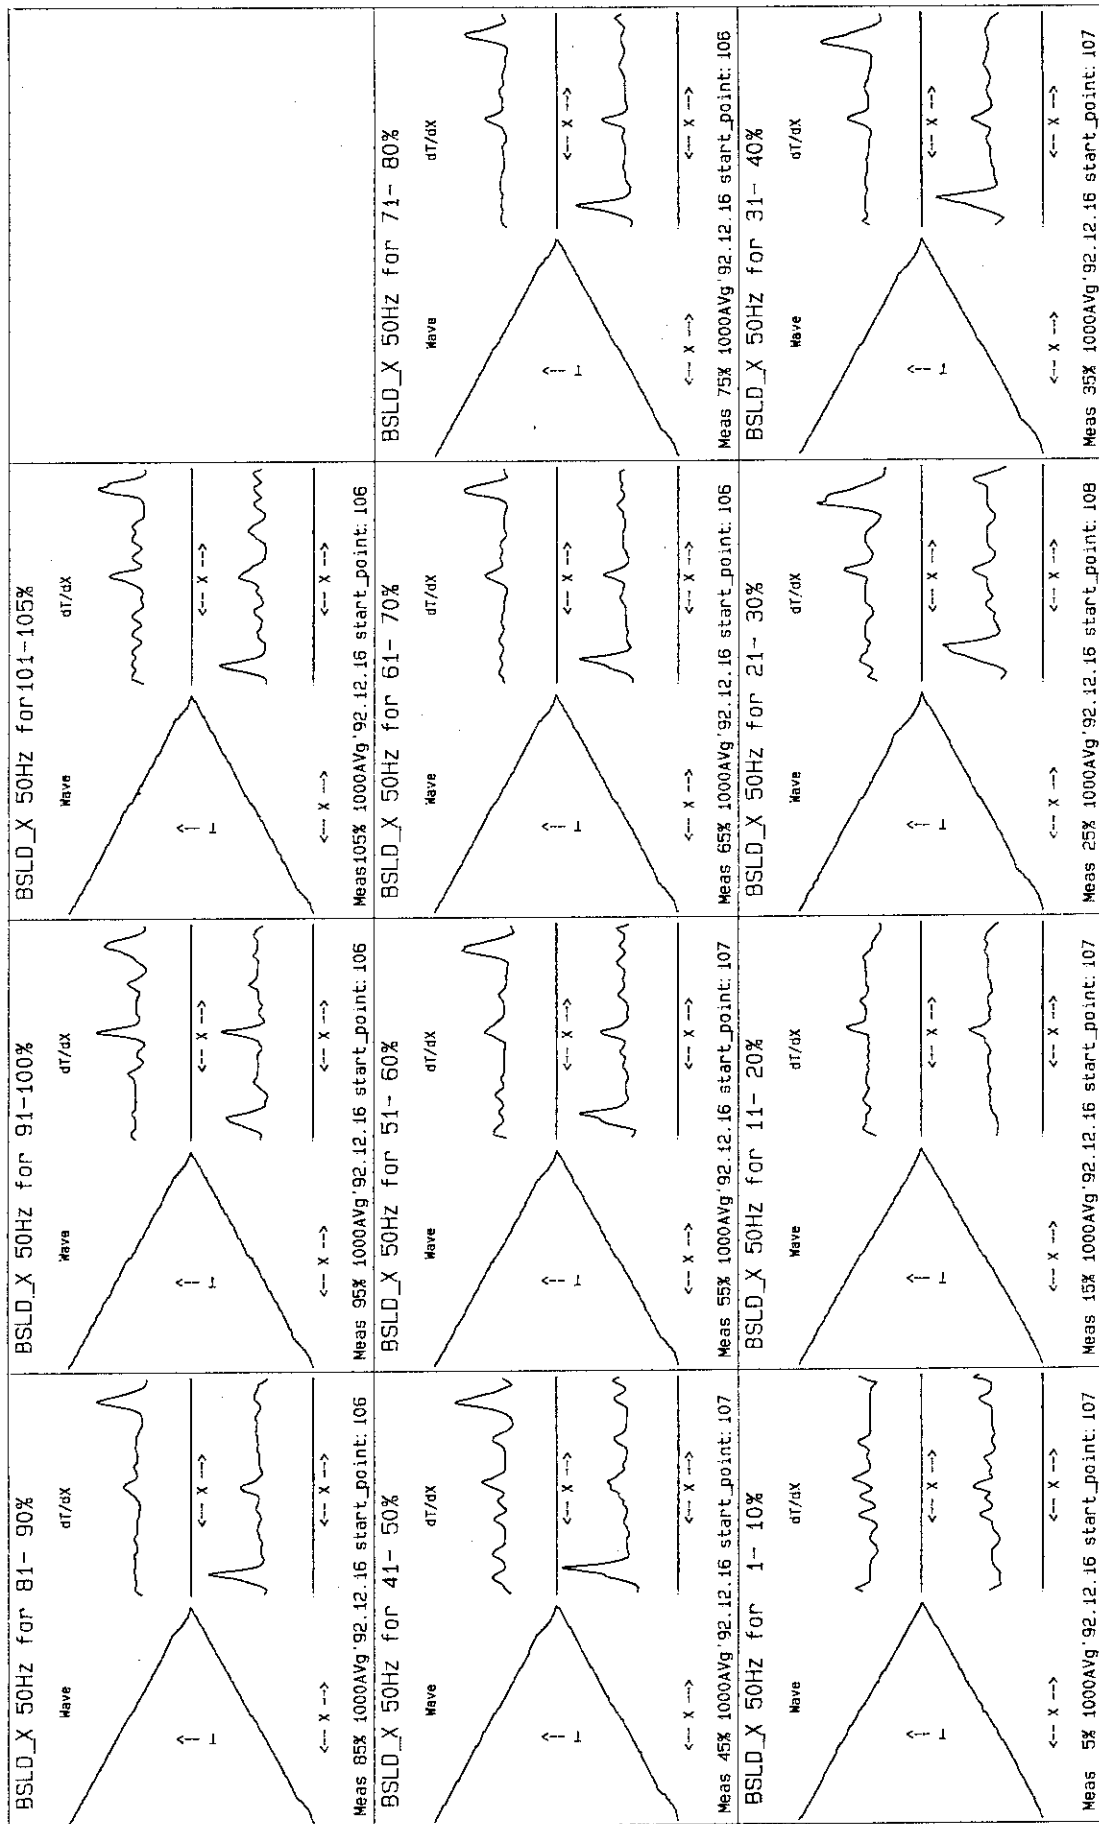 BSLD_X 50Hz for 81- 90%
Wave dT/dX
<--- X --->
T --->
<--- X ---> <--- X --->
Meas 85% 1000AVg'92.12.16 start_point: 106
BSLD_X 50Hz for 91-100%
Wave dT/dX
<--- X --->
T --->
<--- X ---> <--- X --->
Meas 95% 1000AVg'92.12.16 start_point: 106
BSLD_X 50Hz for101-105%
Wave dT/dX
<--- X --->
T --->
<--- X ---> <--- X --->
Meas105% 1000AVg'92.12.16 start_point: 106
BSLD_X 50Hz for 41- 50%
Wave dT/dX
<--- X --->
T --->
<--- X ---> <--- X --->
Meas 45% 1000AVg'92.12.16 start_point: 107
BSLD_X 50Hz for 51- 60%
Wave dT/dX
<--- X --->
T --->
<--- X ---> <--- X --->
Meas 55% 1000AVg'92.12.16 start_point: 107
BSLD_X 50Hz for 61- 70%
Wave dT/dX
<--- X --->
T --->
<--- X ---> <--- X --->
Meas 65% 1000AVg'92.12.16 start_point: 106
BSLD_X 50Hz for 71- 80%
Wave dT/dX
<--- X --->
T --->
<--- X ---> <--- X --->
Meas 75% 1000AVg'92.12.16 start_point: 106
BSLD_X 50Hz for 1- 10%
Wave dT/dX
<--- X --->
T --->
<--- X ---> <--- X --->
Meas 5% 1000AVg'92.12.16 start_point: 107
BSLD_X 50Hz for 11- 20%
Wave dT/dX
<--- X --->
T --->
<--- X ---> <--- X --->
Meas 15% 1000AVg'92.12.16 start_point: 107
BSLD_X 50Hz for 21- 30%
Wave dT/dX
<--- X --->
T --->
<--- X ---> <--- X --->
Meas 25% 1000AVg'92.12.16 start_point: 108
BSLD_X 50Hz for 31- 40%
Wave dT/dX
<--- X --->
T --->
<--- X ---> <--- X --->
Meas 35% 1000AVg'92.12.16 start_point: 107